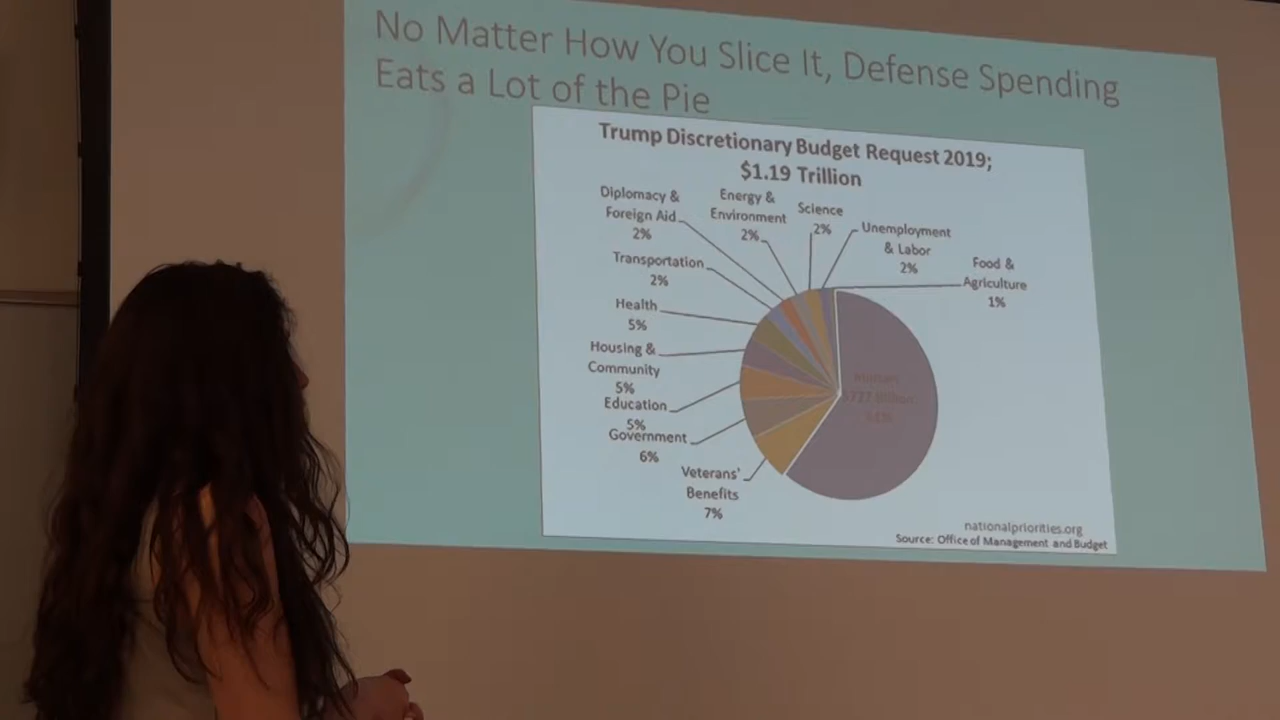 No Matter How You Slice It, Defense Spending
Eats a Lot of the Pie
Trump Discretionary Budget Request 2019;
$1.19 Trillion
Diplomacy &
Foreign Aid
2%
Energy &
Environment
2%
Science
2%
Unemployment
& Labor
2%
Food &
Agriculture
1%
Transportation
2%
Health
5%
Housing &
Community
5%
Education
5%
Government
6%
Veterans'
Benefits
7%
Military
nationalpriorities.org
Source: Office of Management and Budget